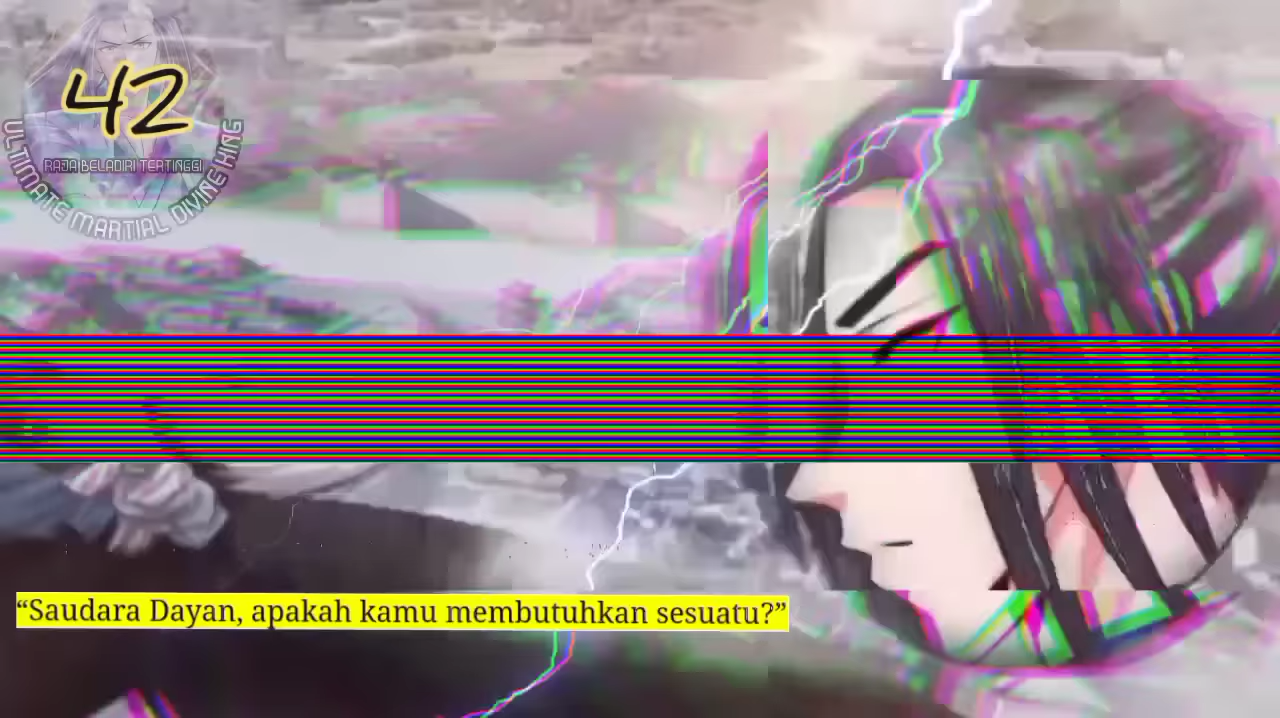 42
RAJA BELADIRI TERTINGGI
ULTIMATE MARTIAL DIVINE KING
“Saudara Dayan, apakah kamu membutuhkan sesuatu?”